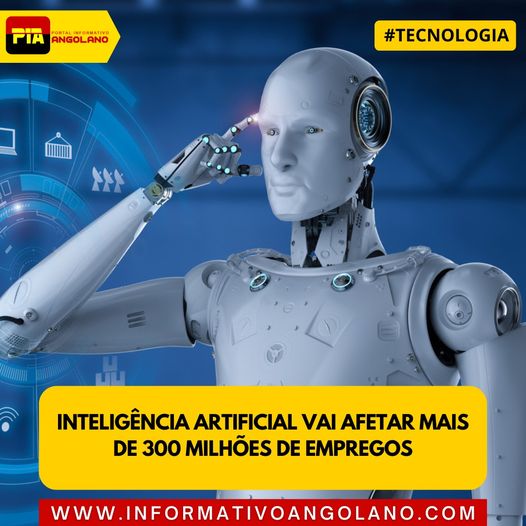 PIA
PORTAL INFORMATIVO
ANGOLANO
#TECNOLOGIA
INTELIGÊNCIA ARTIFICIAL VAI AFETAR MAIS
DE 300 MILHÕES DE EMPREGOS
WWW.INFORMATIVOANGOLANO.COM